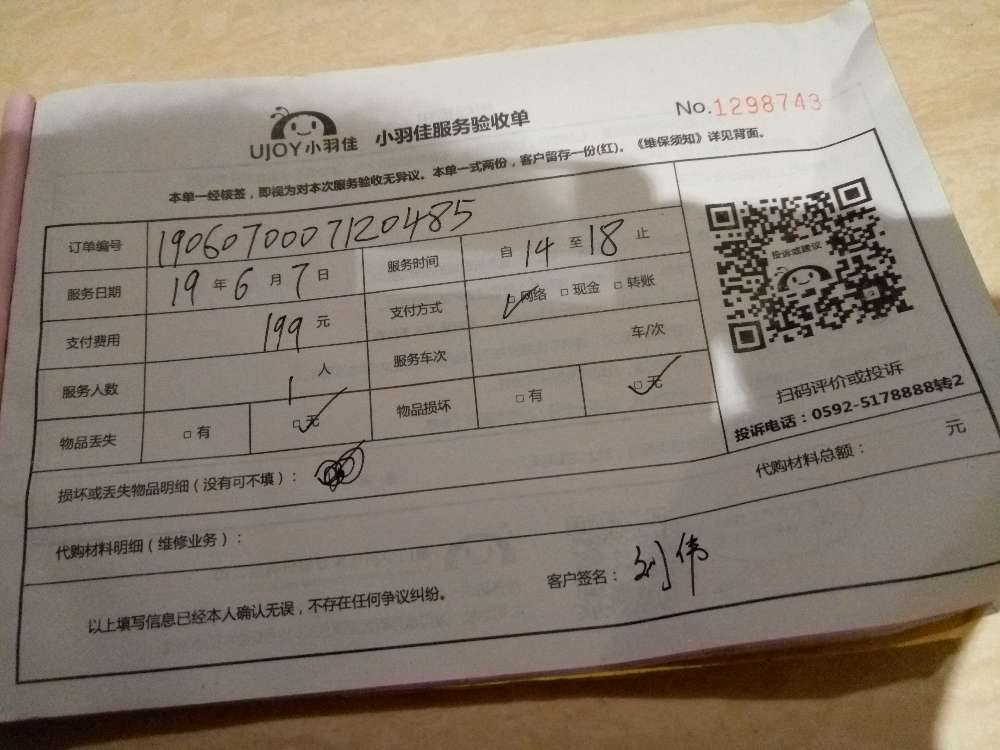 UJOY小羽佳 小羽佳服务验收单 No.1298743
本单一经核签，即视为对本次服务验收无异议。本单一式两份，客户留存一份(红)。《维保须知》详见背面。
订单编号 1906070007120485
服务日期 19 年 6 月 7 日 服务时间 自 14 至 18 止
支付费用 199 元 支付方式 ☑网络 □现金 □转账
服务人数 1 人 服务车次 车/次
物品丢失 □有 ☑无 物品损坏 □有 ☑无
投诉或建议
扫码评价或投诉
投诉电话：0592-5178888转2
损坏或丢失物品明细（没有可不填）：
代购材料明细（维修业务）： 代购材料总额： 元
以上填写信息已经本人确认无误，不存在任何争议纠纷。 客户签名： 刘伟